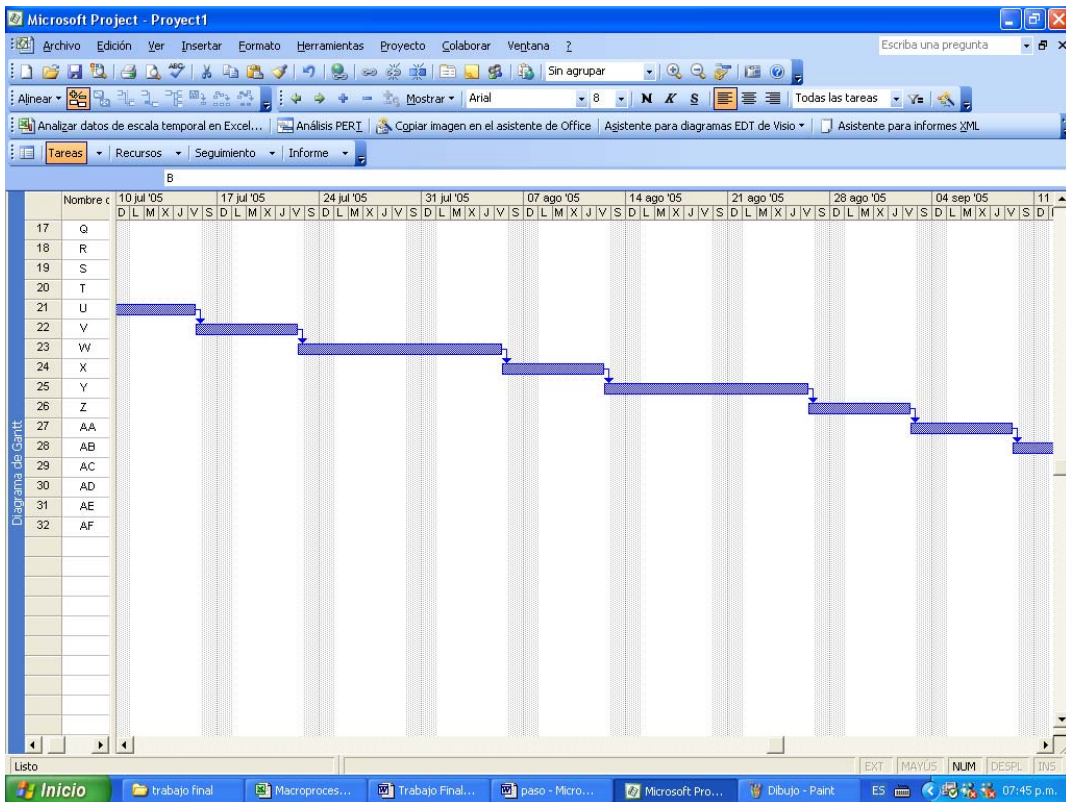 Microsoft Project - Proyect1
Archivo Edición Ver Insertar Formato Herramientas Proyecto Colaborar Ventana ? Escriba una pregunta
Sin agrupar
Alinear Mostrar Arial 8 N K S Todas las tareas
Analizar datos de escala temporal en Excel... Análisis PERT Copiar imagen en el asistente de Office Asistente para diagramas EDT de Visio Asistente para informes XML
Tareas Recursos Seguimiento Informe
B
Nombre 10 jul '05 17 jul '05 24 jul '05 31 jul '05 07 ago '05 14 ago '05 21 ago '05 28 ago '05 04 sep '05 11
D L M X J V S D L M X J V S D L M X J V S D L M X J V S D L M X J V S D L M X J V S D L M X J V S D L M X J V S D L M X J V S D
17 Q
18 R
19 S
20 T
21 U
22 V
23 W
24 X
25 Y
26 Z
27 AA
28 AB
29 AC
30 AD
31 AE
32 AF
Diagrama de Gantt
Listo EXT MAYÚS NUM DESPL INS
Inicio trabajo final Macroproces... Trabajo Final... paso - Micro... Microsoft Pro... Dibujo - Paint ES 07:45 p.m.